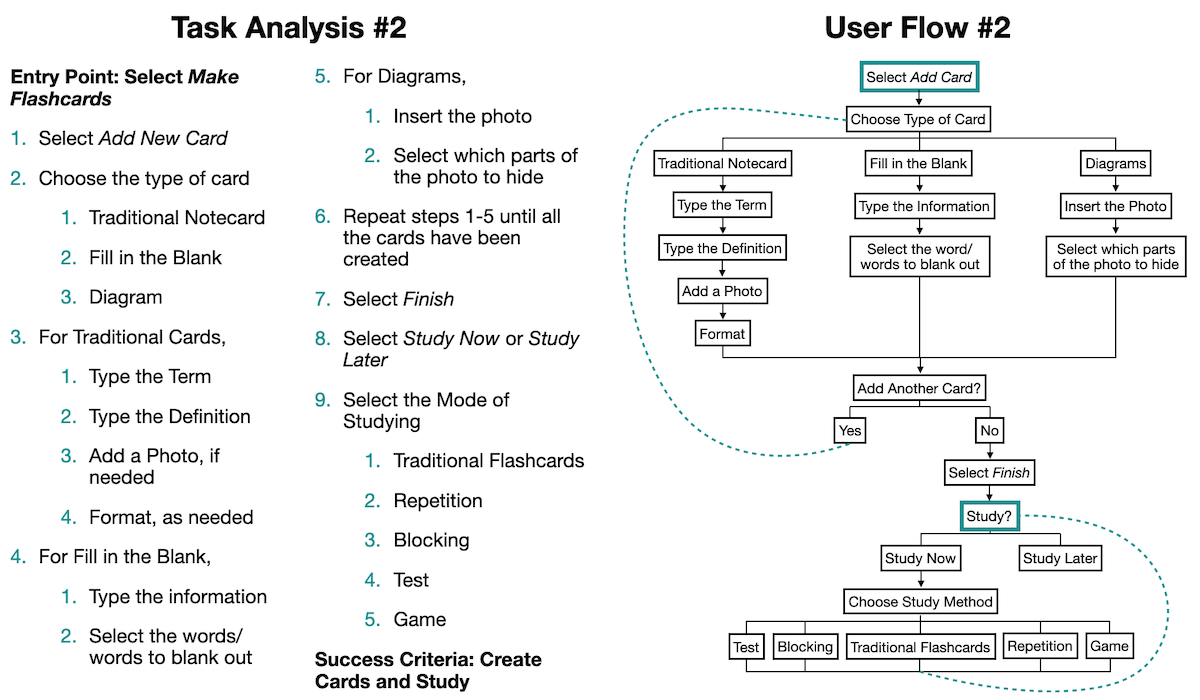 Task Analysis #2
Entry Point: Select Make
Flashcards
1. Select Add New Card
2. Choose the type of card
1. Traditional Notecard
2. Fill in the Blank
3. Diagram
3. For Traditional Cards,
1. Type the Term
2. Type the Definition
3. Add a Photo, if
needed
4. Format, as needed
4. For Fill in the Blank,
1. Type the information
2. Select the words/
words to blank out
5. For Diagrams,
1. Insert the photo
2. Select which parts of
the photo to hide
6. Repeat steps 1-5 until all
the cards have been
created
7. Select Finish
8. Select Study Now or Study
Later
9. Select the Mode of
Studying
1. Traditional Flashcards
2. Repetition
3. Blocking
4. Test
5. Game
Success Criteria: Create
Cards and Study
User Flow #2
Select Add Card
Choose Type of Card
Traditional Notecard
Fill in the Blank
Diagrams
Type the Term
Type the Information
Insert the Photo
Type the Definition
Select the word/
words to blank out
Select which parts
of the photo to hide
Add a Photo
Format
Add Another Card?
Yes
No
Select Finish
Study?
Study Now
Study Later
Choose Study Method
Test
Blocking
Traditional Flashcards
Repetition
Game